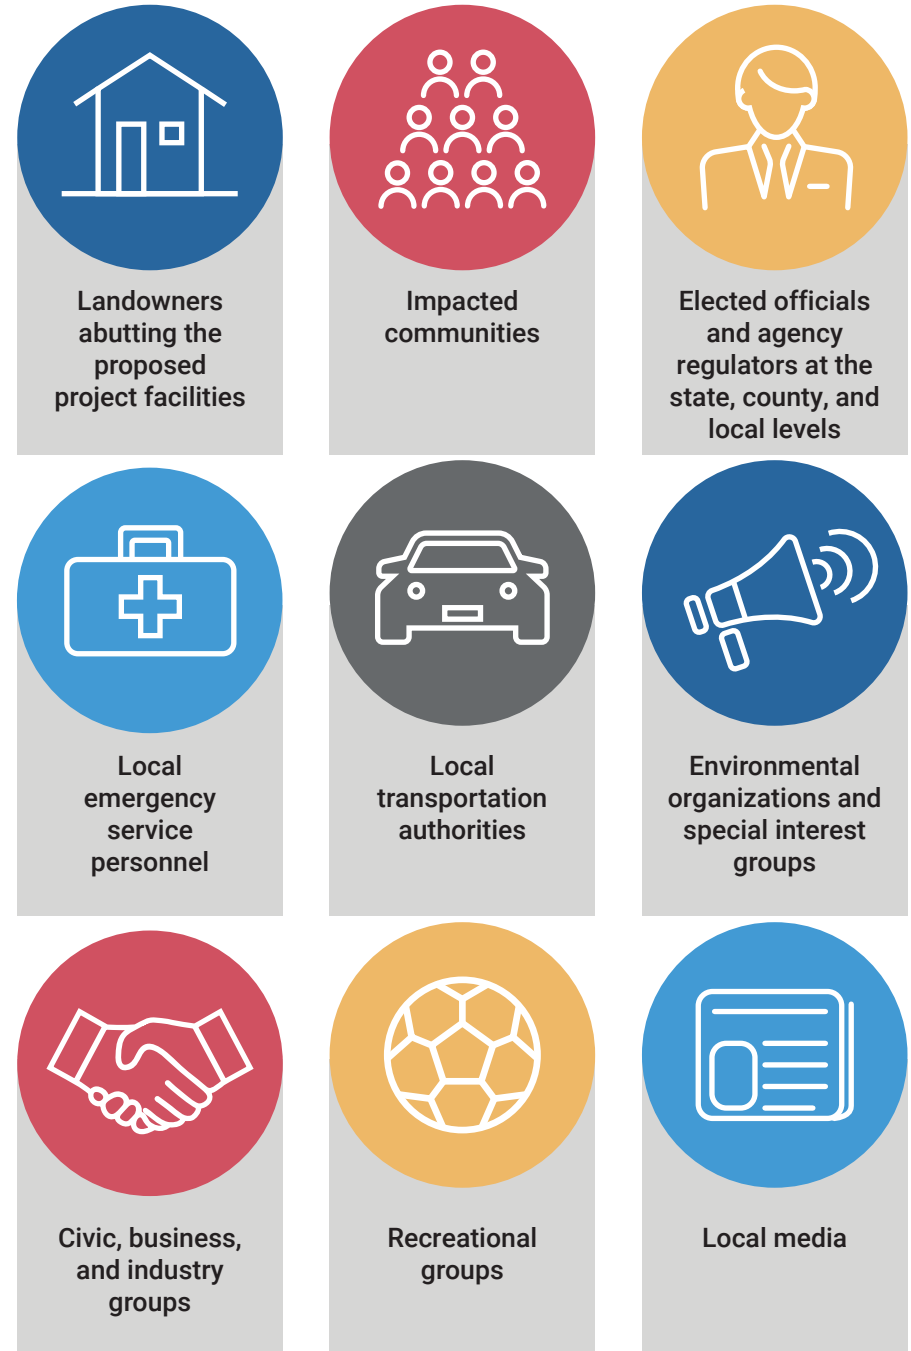 Landowners
abutting the
proposed
project facilities
Impacted
communities
Elected officials
and agency
regulators at the
state, county, and
local levels
Local
emergency
service
personnel
Local
transportation
authorities
Environmental
organizations and
special interest
groups
Civic, business,
and industry
groups
Recreational
groups
Local media